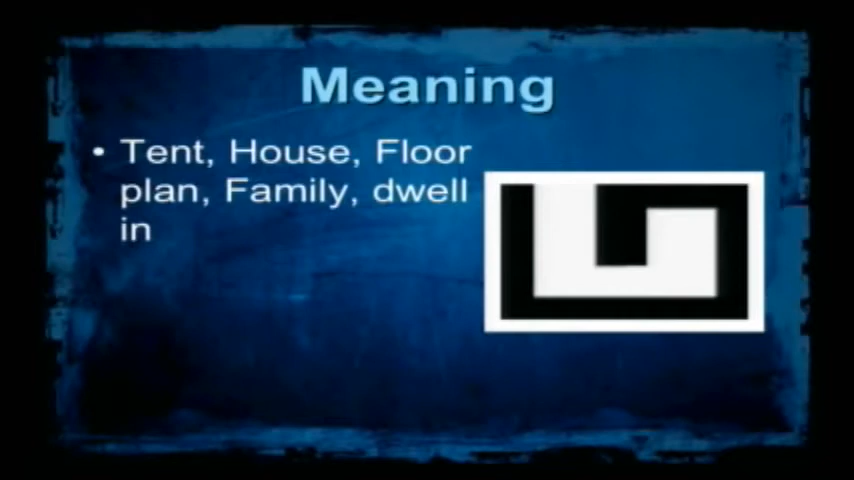 Meaning
• Tent, House, Floor
plan, Family, dwell
in